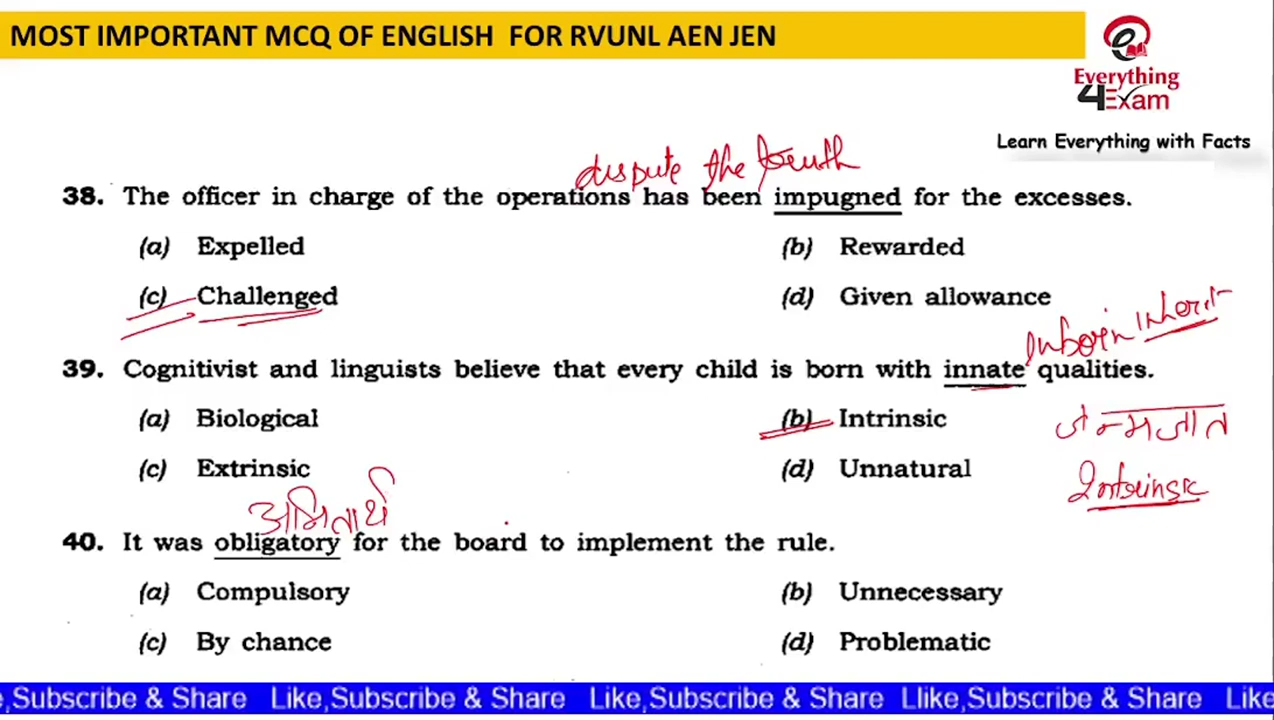 MOST IMPORTANT MCQ OF ENGLISH FOR RVUNL AEN JEN
Everything
4Exam
Learn Everything with Facts
dispute the truth
38. The officer in charge of the operations has been impugned for the excesses.
(a) Expelled (b) Rewarded
(c) Challenged (d) Given allowance
Inborn Inherit
39. Cognitivist and linguists believe that every child is born with innate qualities.
(a) Biological (b) Intrinsic
जन्मजात
(c) Extrinsic (d) Unnatural
Intrinsic
40. It was obligatory for the board to implement the rule.
(a) Compulsory (b) Unnecessary
(c) By chance (d) Problematic
,Subscribe & Share Like,Subscribe & Share Like,Subscribe & Share Llike,Subscribe & Share Like